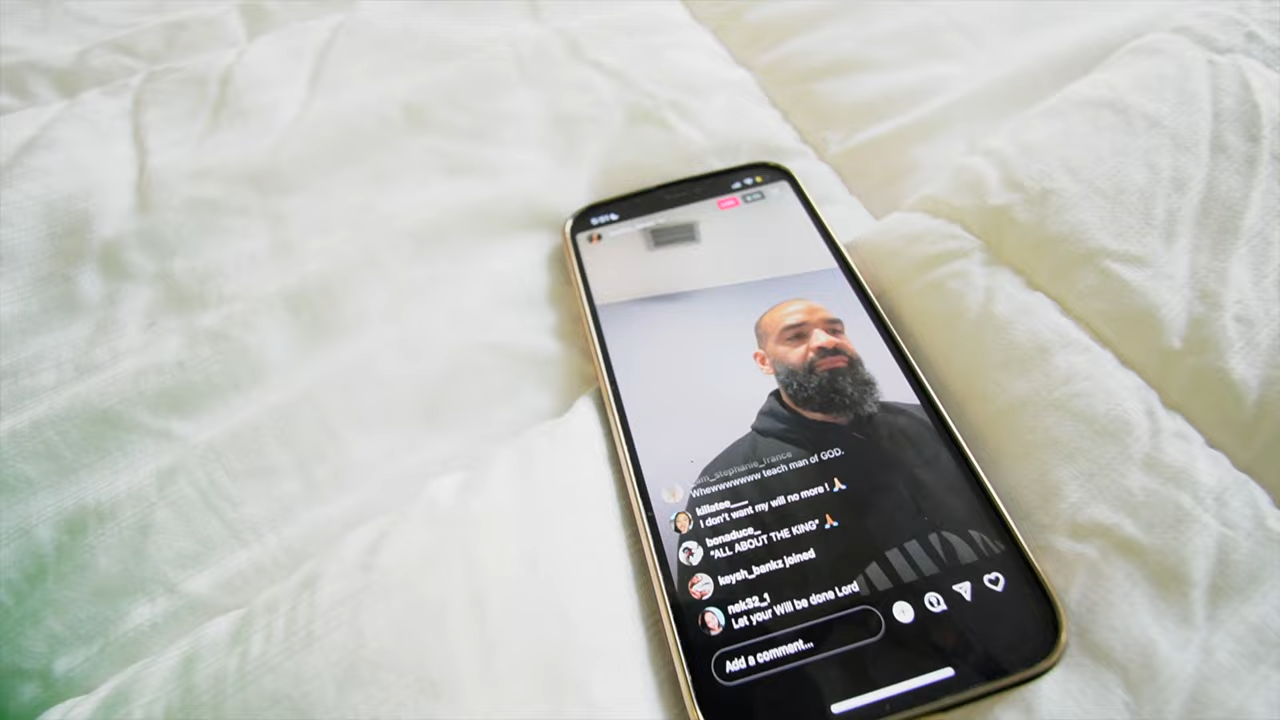 Whewwwwwww teach man of GOD.
killatee___
I don't want my will no more ! 🙏
bonaduce_
"ALL ABOUT THE KING" 🙏
kaysh_bankz joined
nek32_1
Let your Will be done Lord
Add a comment...